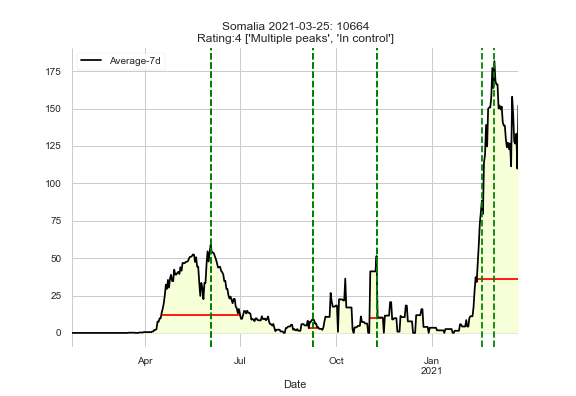 Somalia 2021-03-25: 10664
Rating:4 ['Multiple peaks', 'In control']
Average-7d
175
150
125
100
75
50
25
0
Apr
Jul
Oct
Jan
2021
Date